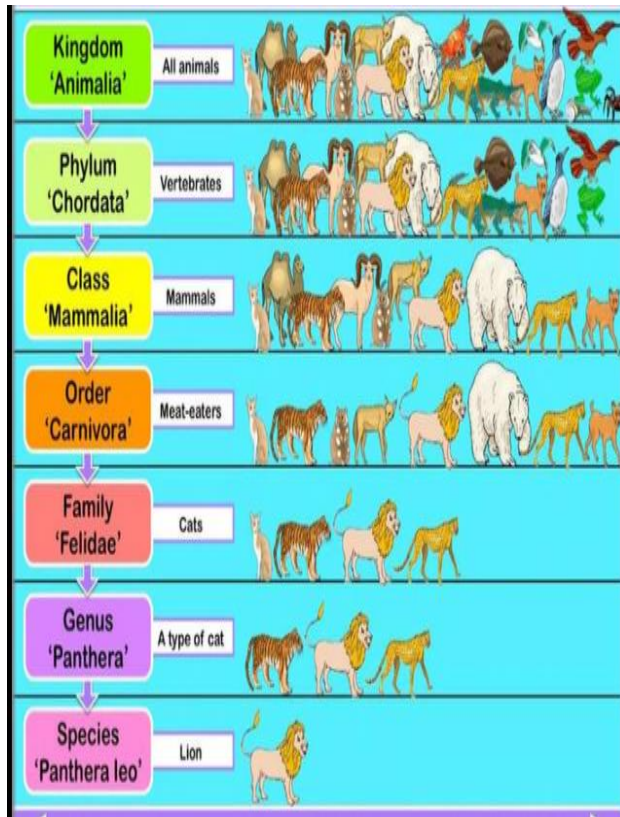 Kingdom
'Animalia'
All animals
Phylum
'Chordata'
Vertebrates
Class
'Mammalia'
Mammals
Order
'Carnivora'
Meat-eaters
Family
'Felidae'
Cats
Genus
'Panthera'
A type of cat
Species
'Panthera leo'
Lion